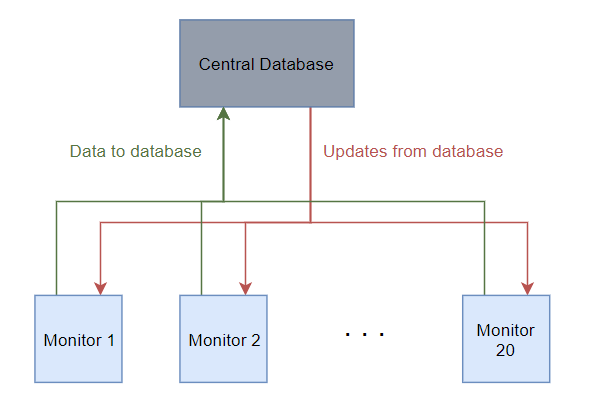 Central Database
Data to database
Updates from database
Monitor 1
Monitor 2
. . .
Monitor
20